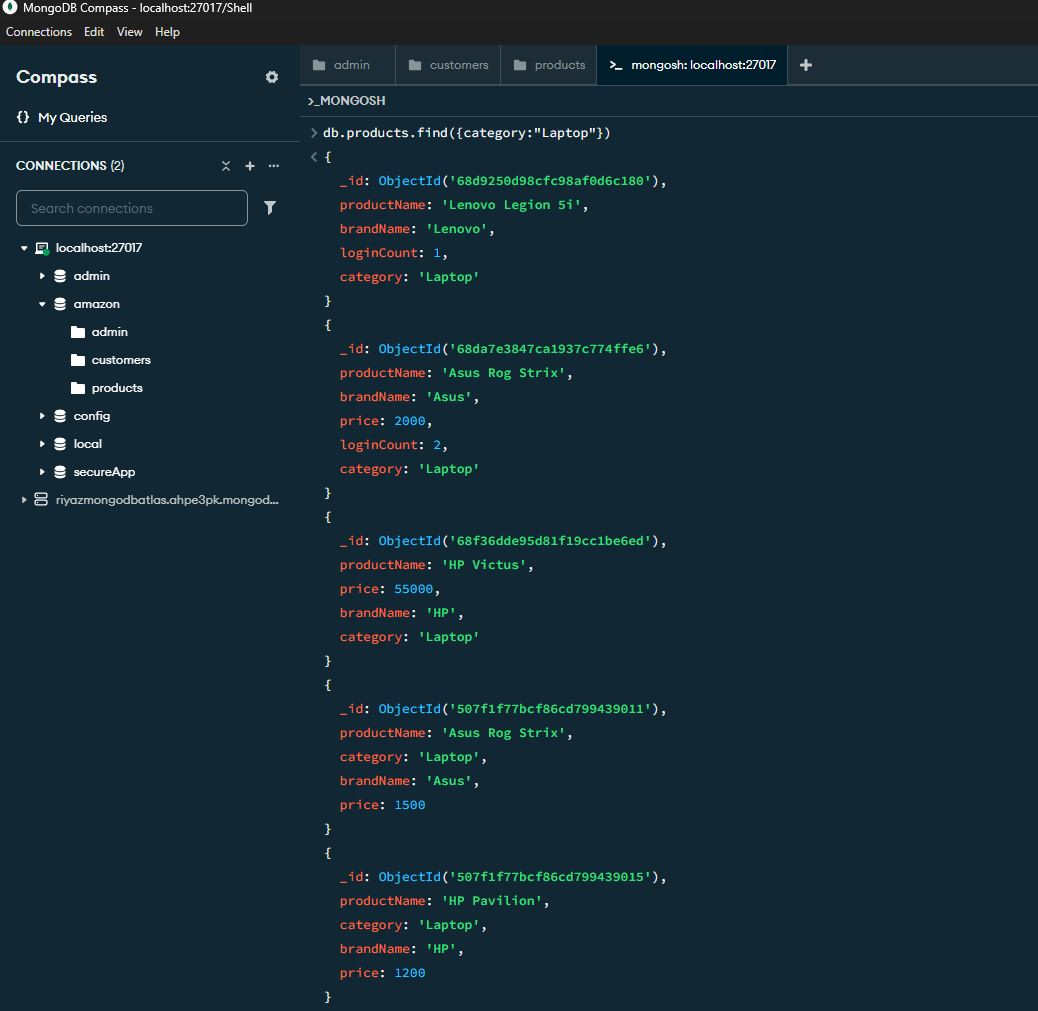 MongoDB Compass - localhost:27017/Shell
Connections Edit View Help
Compass
{} My Queries
CONNECTIONS (2)
Search connections
localhost:27017
admin
amazon
admin
customers
products
config
local
secureApp
riyazmongodbatlas.ahpe3pk.mongod...
admin customers products >_ mongosh: localhost:27017 +
>_MONGOSH
> db.products.find({category:"Laptop"})
< {
_id: ObjectId('68d9250d98cfc98af0d6c180'),
productName: 'Lenovo Legion 5i',
brandName: 'Lenovo',
loginCount: 1,
category: 'Laptop'
}
{
_id: ObjectId('68da7e3847ca1937c774ffe6'),
productName: 'Asus Rog Strix',
brandName: 'Asus',
price: 2000,
loginCount: 2,
category: 'Laptop'
}
{
_id: ObjectId('68f36dde95d81f19cc1be6ed'),
productName: 'HP Victus',
price: 55000,
brandName: 'HP',
category: 'Laptop'
}
{
_id: ObjectId('507f1f77bcf86cd799439011'),
productName: 'Asus Rog Strix',
category: 'Laptop',
brandName: 'Asus',
price: 1500
}
{
_id: ObjectId('507f1f77bcf86cd799439015'),
productName: 'HP Pavilion',
category: 'Laptop',
brandName: 'HP',
price: 1200
}